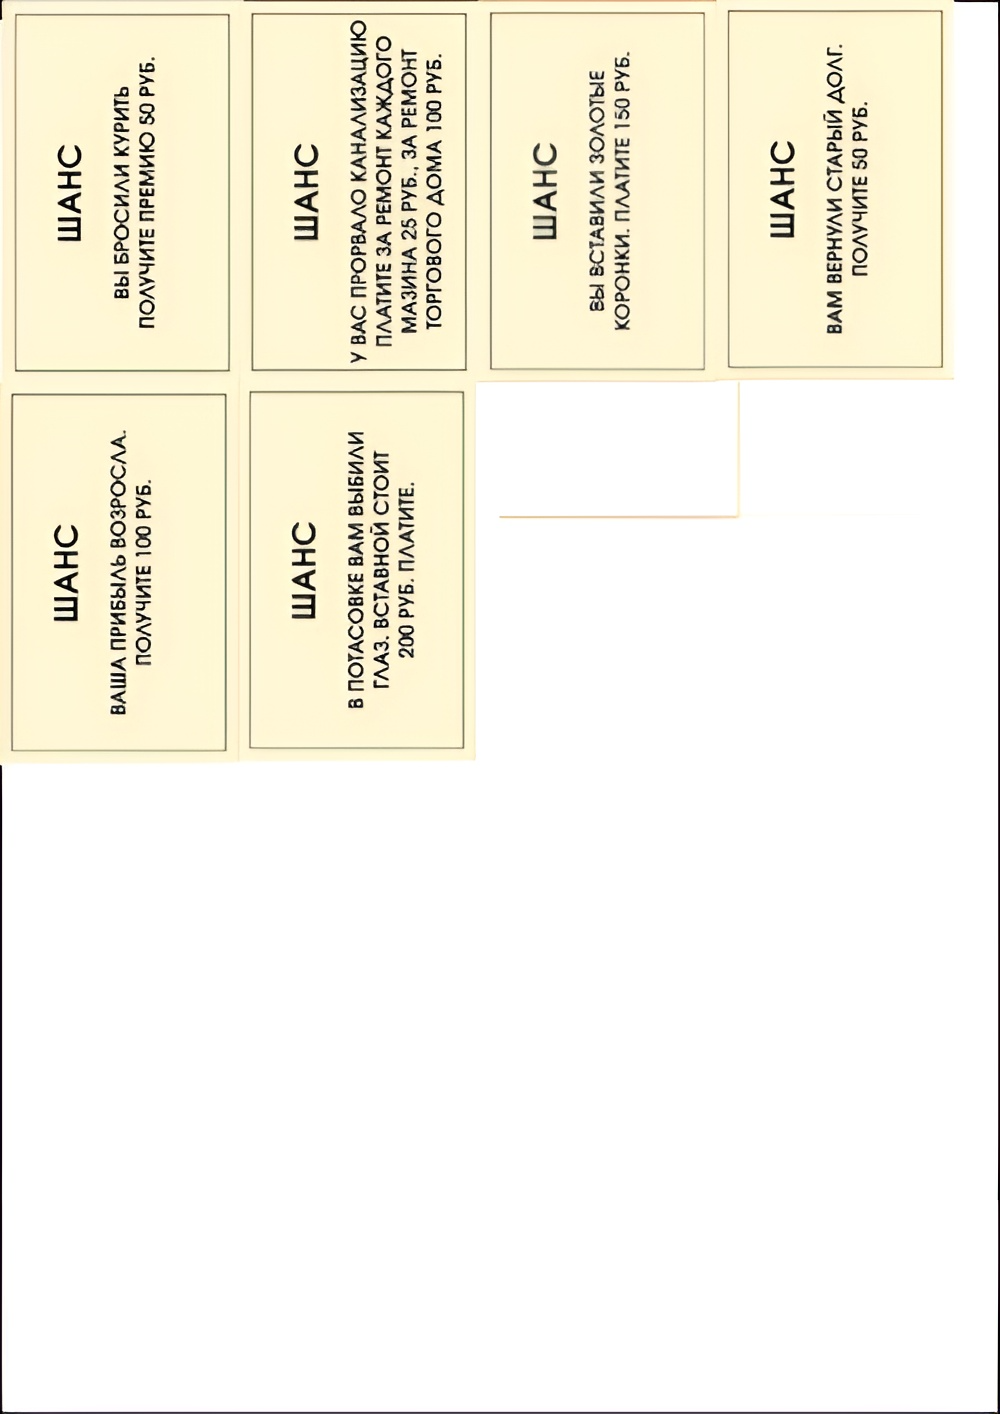 ШАНС
ВЫ БРОСИЛИ КУРИТЬ
ПОЛУЧИТЕ ПРЕМИЮ 50 РУБ.
ШАНС
У ВАС ПРОРВАЛО КАНАЛИЗАЦИЮ
ПЛАТИТЕ ЗА РЕМОНТ КАЖДОГО
МАЗИНА 25 РУБ., ЗА РЕМОНТ
ТОРГОВОГО ДОМА 100 РУБ.
ШАНС
ВЫ ВСТАВИЛИ ЗОЛОТЫЕ
КОРОНКИ. ПЛАТИТЕ 150 РУБ.
ШАНС
ВАМ ВЕРНУЛИ СТАРЫЙ ДОЛГ.
ПОЛУЧИТЕ 50 РУБ.
ШАНС
ВАША ПРИБЫЛЬ ВОЗРОСЛА.
ПОЛУЧИТЕ 100 РУБ.
ШАНС
В ПОТАСОВКЕ ВАМ ВЫБИЛИ
ГЛАЗ. ВСТАВНОЙ СТОИТ
200 РУБ. ПЛАТИТЕ.